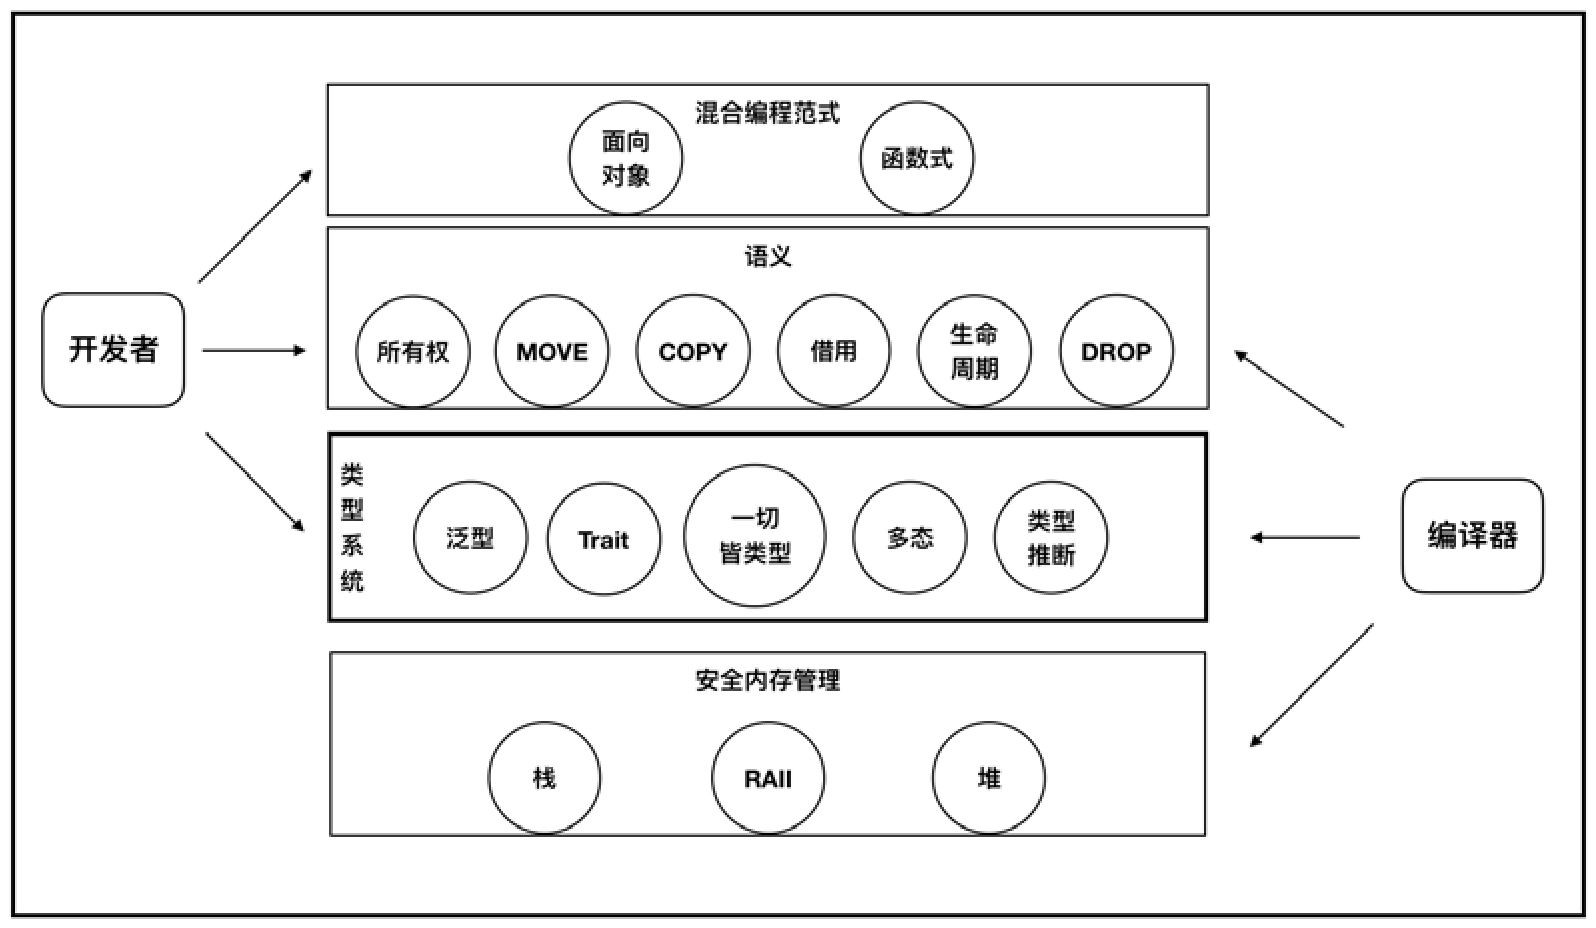 混合编程范式
面向
对象
函数式
语义
开发者
所有权
MOVE
COPY
借用
生命
周期
DROP
类
型
系
统
泛型
Trait
一切
皆类型
多态
类型
推断
编译器
安全内存管理
栈
RAII
堆